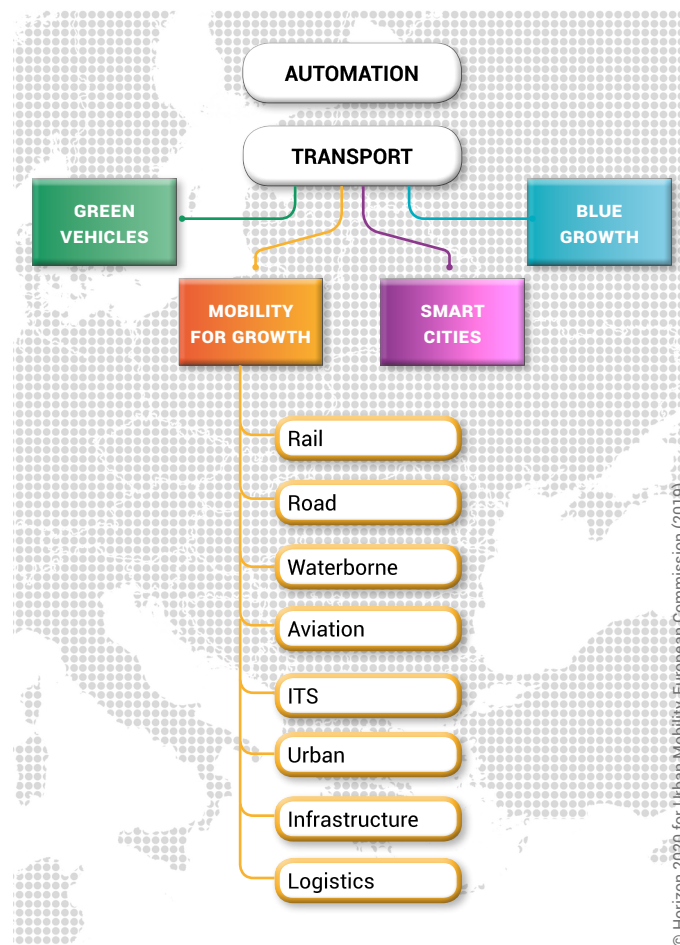 AUTOMATION
TRANSPORT
GREEN
VEHICLES
BLUE
GROWTH
MOBILITY
FOR GROWTH
SMART
CITIES
Rail
Road
Waterborne
Aviation
ITS
Urban
Infrastructure
Logistics
© Horizon 2020 for Urban Mobility, European Commission (2019)